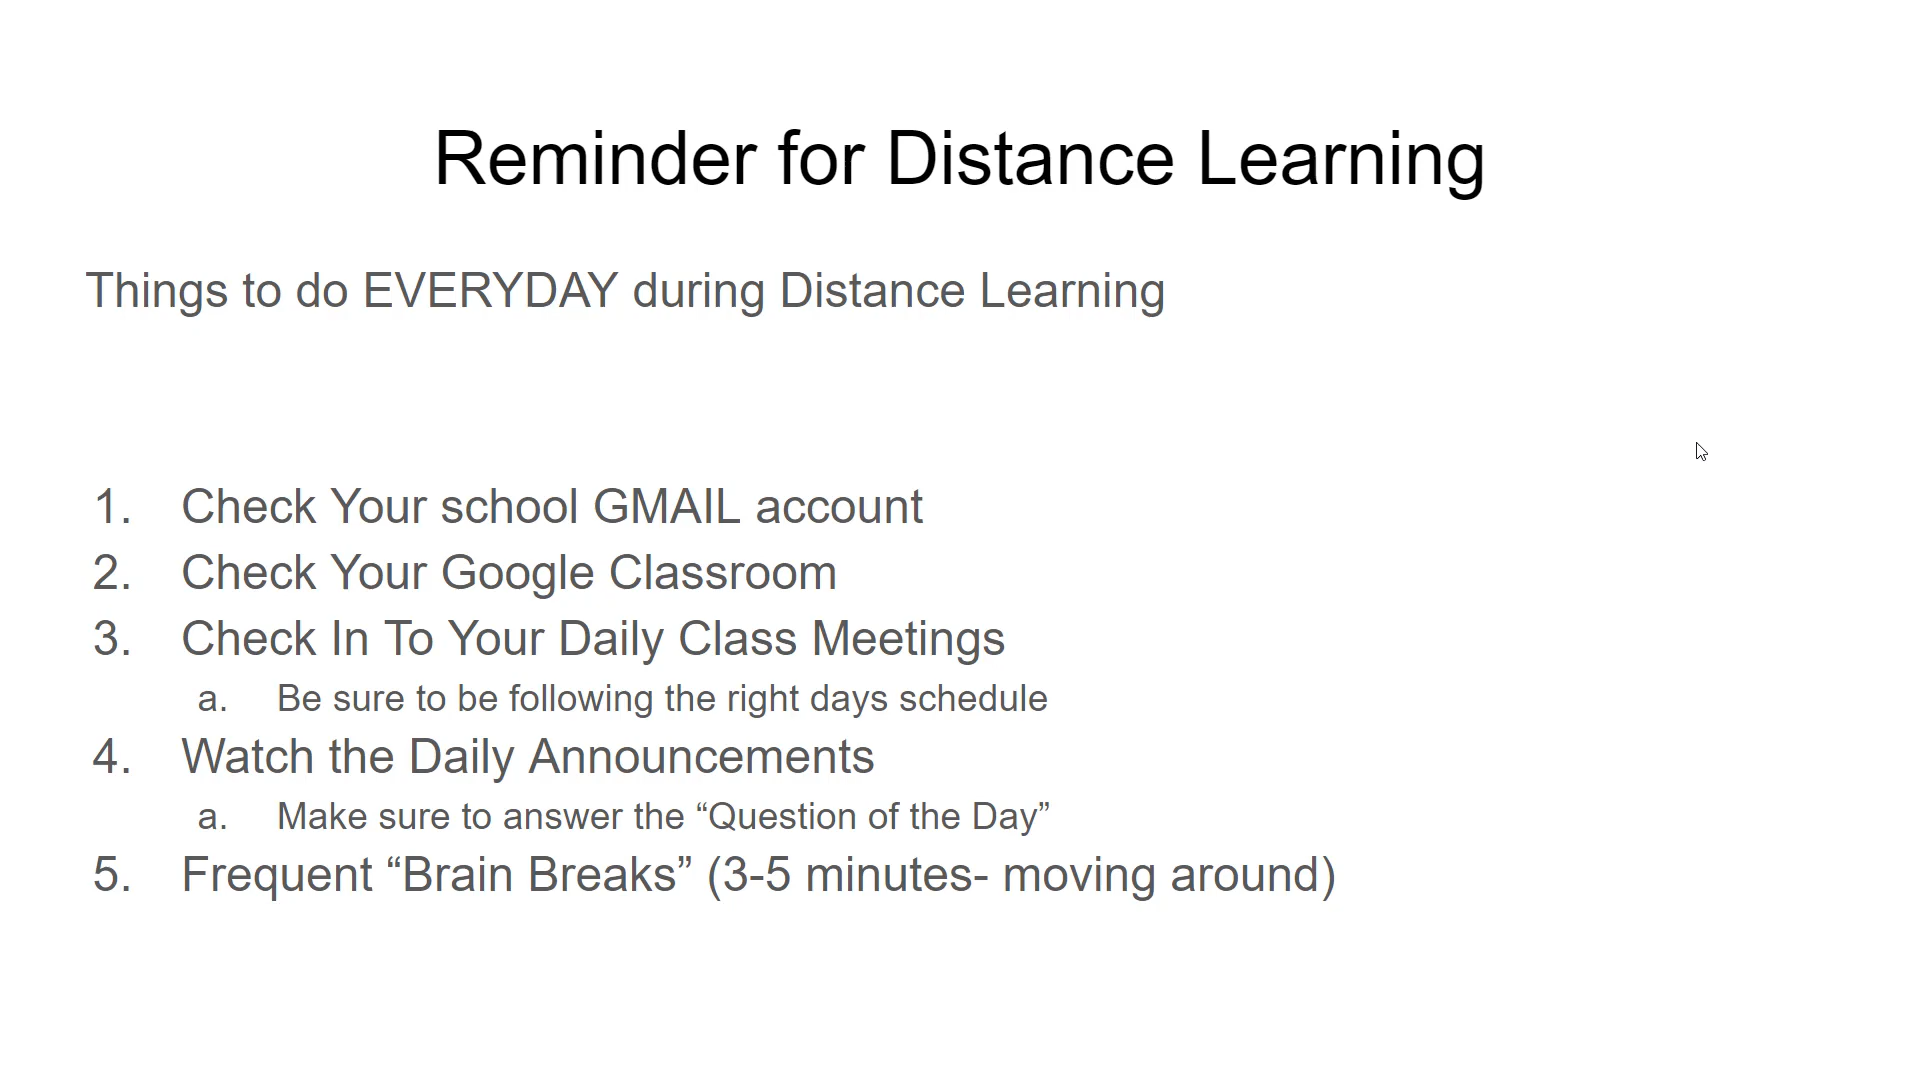 Reminder for Distance Learning
Things to do EVERYDAY during Distance Learning
1. Check Your school GMAIL account
2. Check Your Google Classroom
3. Check In To Your Daily Class Meetings
a. Be sure to be following the right days schedule
4. Watch the Daily Announcements
a. Make sure to answer the “Question of the Day”
5. Frequent “Brain Breaks” (3-5 minutes- moving around)